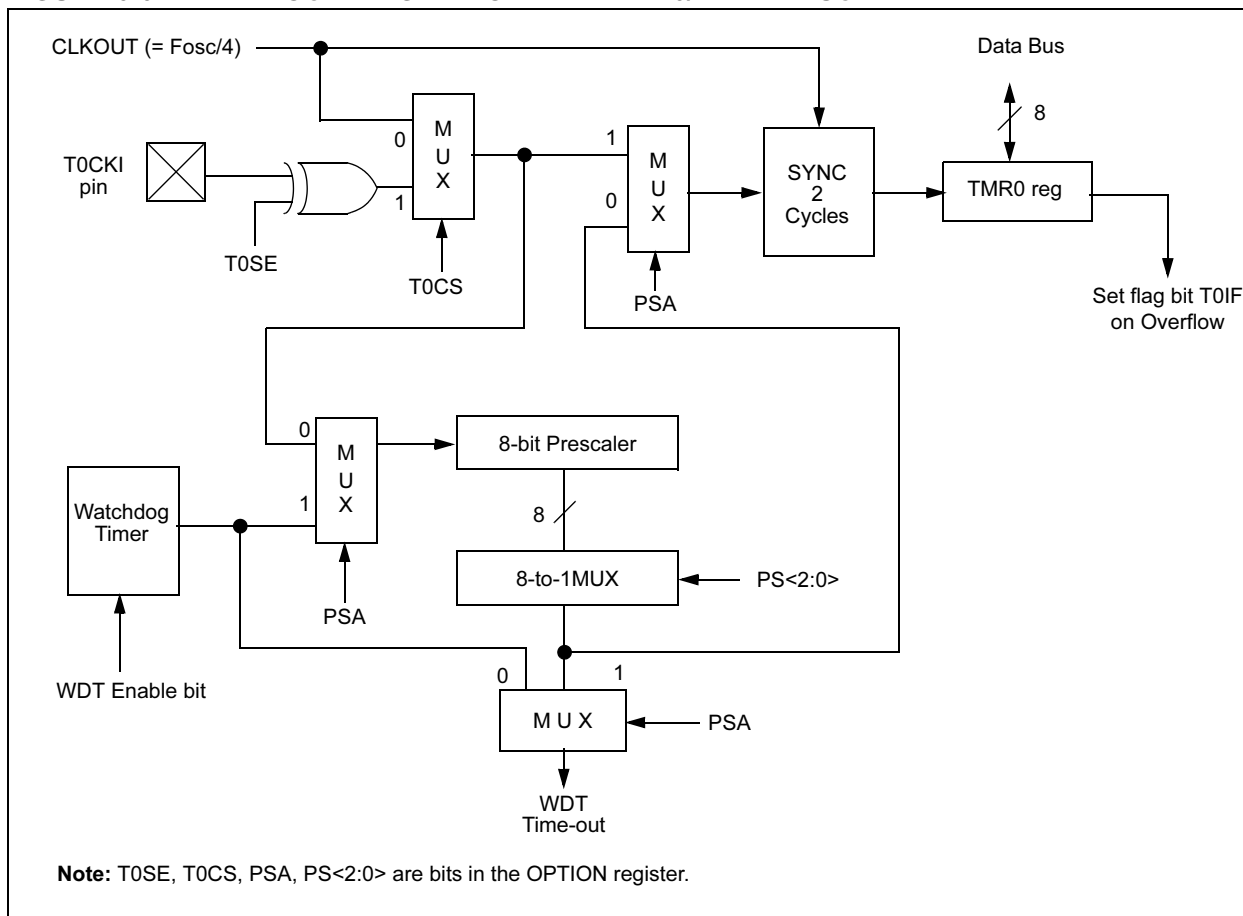 CLKOUT (= Fosc/4)
Data Bus
8
T0CKI
pin
T0SE
0
1
M
U
X
T0CS
1
0
M
U
X
PSA
SYNC
2
Cycles
TMR0 reg
Set flag bit T0IF
on Overflow
0
1
M
U
X
PSA
8-bit Prescaler
8
8-to-1MUX
PS<2:0>
Watchdog
Timer
WDT Enable bit
0
1
M U X
PSA
WDT
Time-out
Note: T0SE, T0CS, PSA, PS<2:0> are bits in the OPTION register.